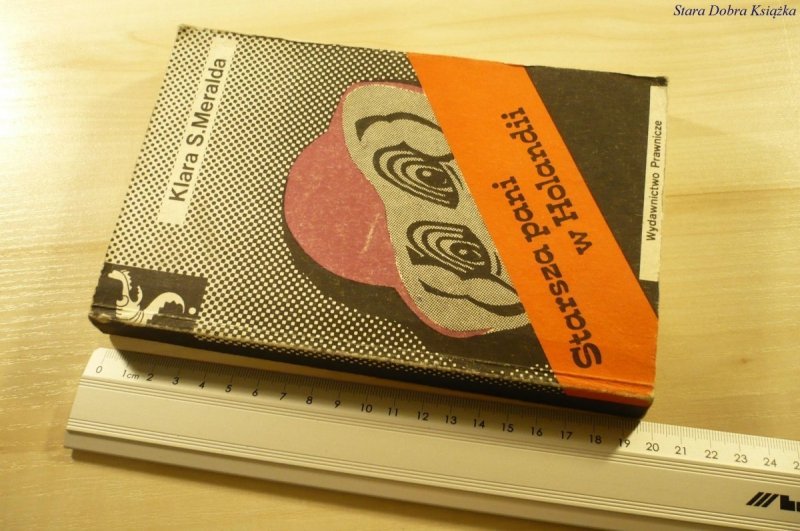 Stara Dobra Książka
Klara S. Meralda
Starsza pani
w Holandii
Wydawnictwo Prawnicze
0 1cm 2 3 4 5 6 7 8 9 10 11 12 13 14 15 16 17 18 19 20 21 22 23 24 25